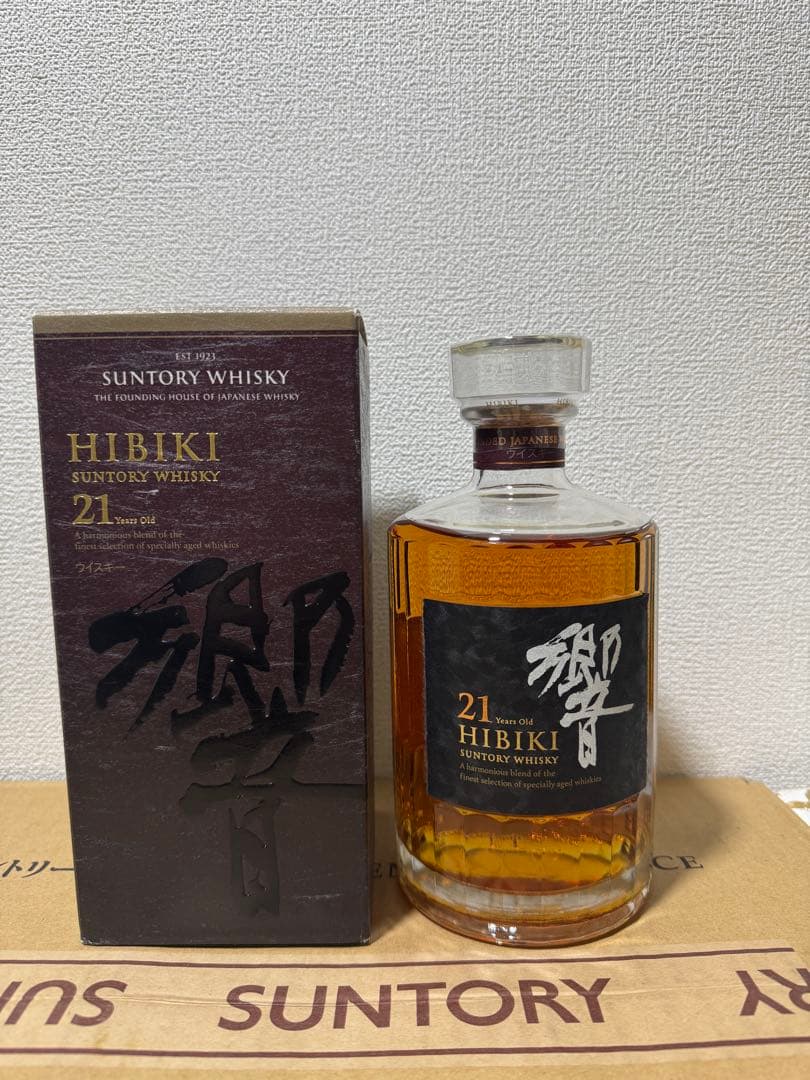 EST 1923
SUNTORY WHISKY
THE FOUNDING HOUSE OF JAPANESE WHISKY
HIBIKI
SUNTORY WHISKY
21 Years Old
A harmonious blend of the
finest selection of specially aged whiskies
ウイスキー
響
HIBIKI
JAPANESE
ウイスキー
響
21 Years Old
HIBIKI
SUNTORY WHISKY
A harmonious blend of the
finest selection of specially aged whiskies
SUNTORY